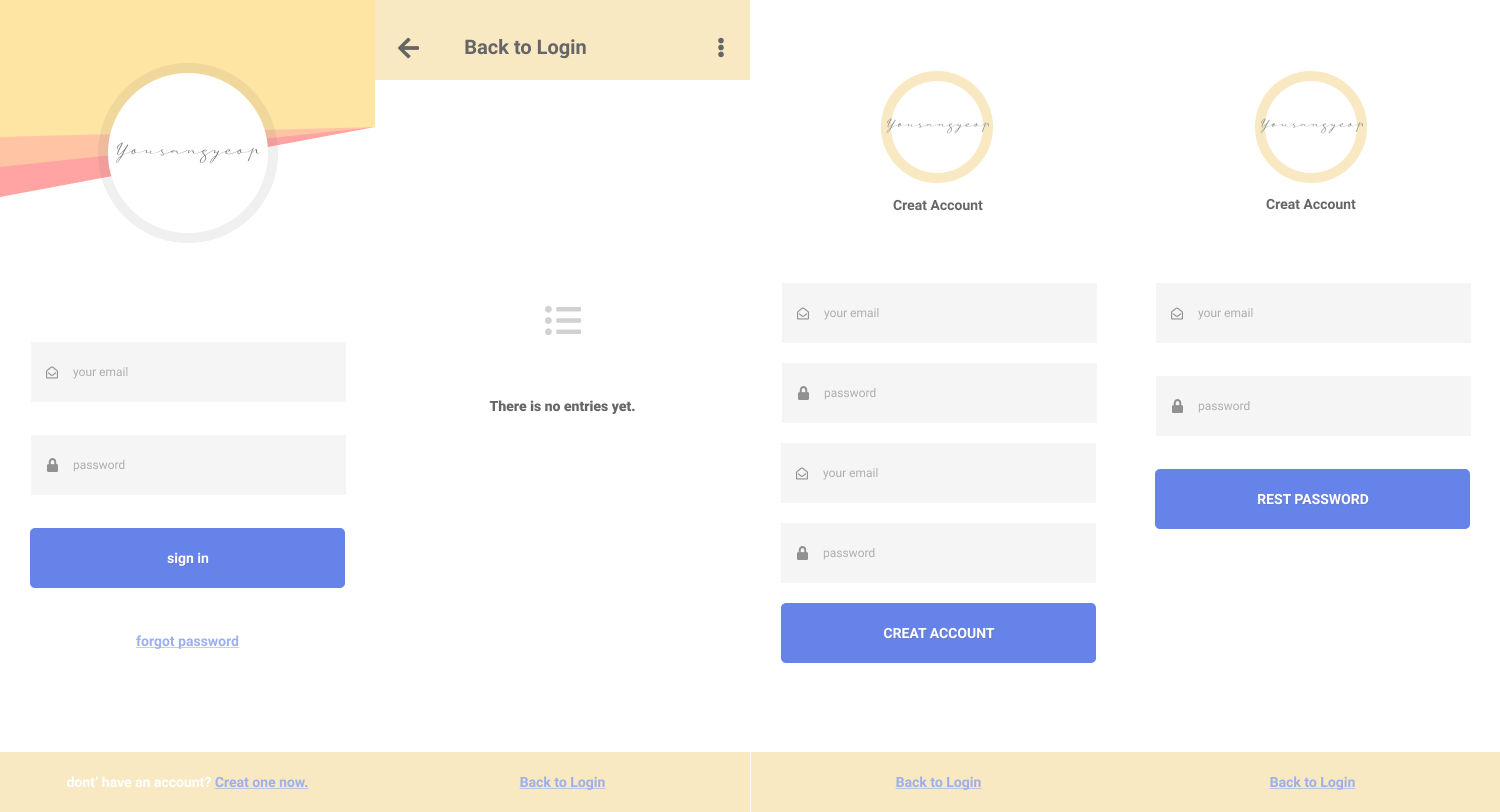 Yousangyeop
your email
password
sign in
forgot password
dont’ have an account? Creat one now.
Back to Login
There is no entries yet.
Back to Login
Yousangyeop
Creat Account
your email
password
your email
password
CREAT ACCOUNT
Back to Login
Yousangyeop
Creat Account
your email
password
REST PASSWORD
Back to Login